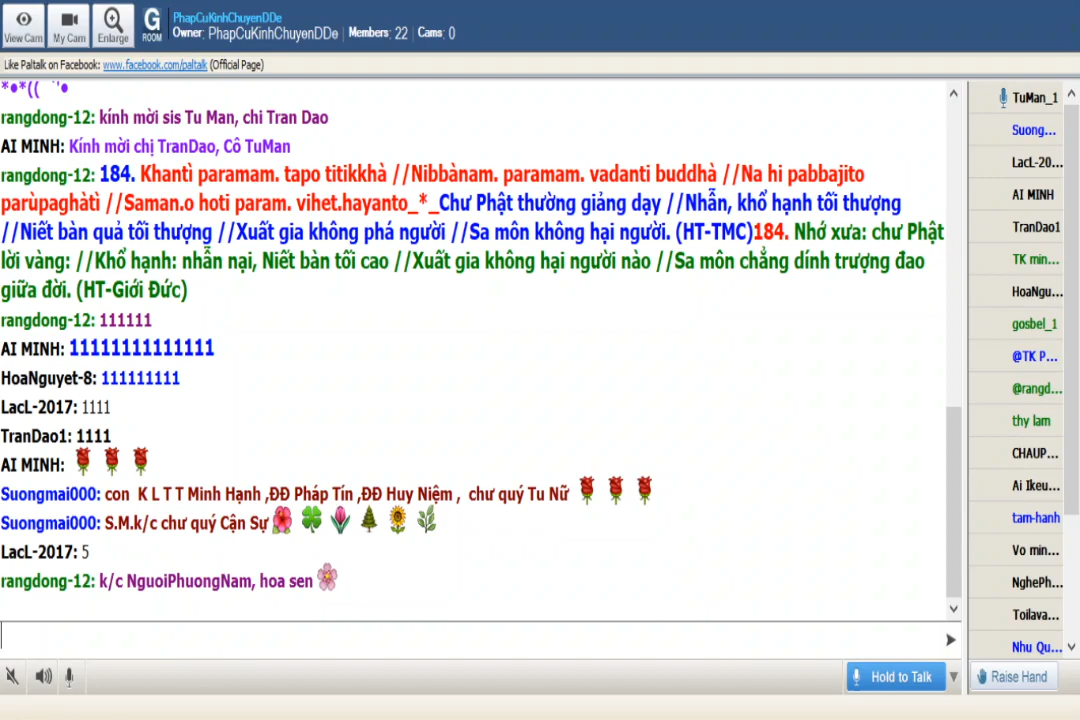 PhapCuKinhChuyenDDe
Owner: PhapCuKinhChuyenDDe | Members: 22 | Cams: 0
View Cam My Cam Enlarge G ROOM
Like Paltalk on Facebook: www.facebook.com/paltalk (Official Page)
rangdong-12: kính mời sis Tu Man, chi Tran Dao
AI MINH: Kính mời chị TranDao, Cô TuMan
rangdong-12: 184. Khantì paramam. tapo titikkhà //Nibbànam. paramam. vadanti buddhà //Na hi pabbajito
parùpaghàtì //Saman.o hoti param. vihet.hayanto_*_Chư Phật thường giảng dạy //Nhẫn, khổ hạnh tối thượng
//Niết bàn quả tối thượng //Xuất gia không phá người //Sa môn không hại người. (HT-TMC)184. Nhớ xưa: chư Phật
lời vàng: //Khổ hạnh: nhẫn nại, Niết bàn tối cao //Xuất gia không hại người nào //Sa môn chẳng dính trượng đao
giữa đời. (HT-Giới Đức)
rangdong-12: 111111
AI MINH: 11111111111111
HoaNguyet-8: 111111111
LacL-2017: 1111
TranDao1: 1111
AI MINH:
Suongmai000: con K L T T Minh Hạnh ,ĐĐ Pháp Tín ,ĐĐ Huy Niệm , chư quý Tu Nữ
Suongmai000: S.M.k/c chư quý Cận Sự
LacL-2017: 5
rangdong-12: k/c NguoiPhuongNam, hoa sen
Hold to Talk
TuMan_1
Suong...
LacL-20...
AI MINH
TranDao1
TK min...
HoaNgu...
gosbel_1
@TK P...
@rangd...
thy lam
CHAUP...
Ai Ikeu...
tam-hanh
Vo min...
NghePh...
Toilava...
Nhu Qu...
Raise Hand